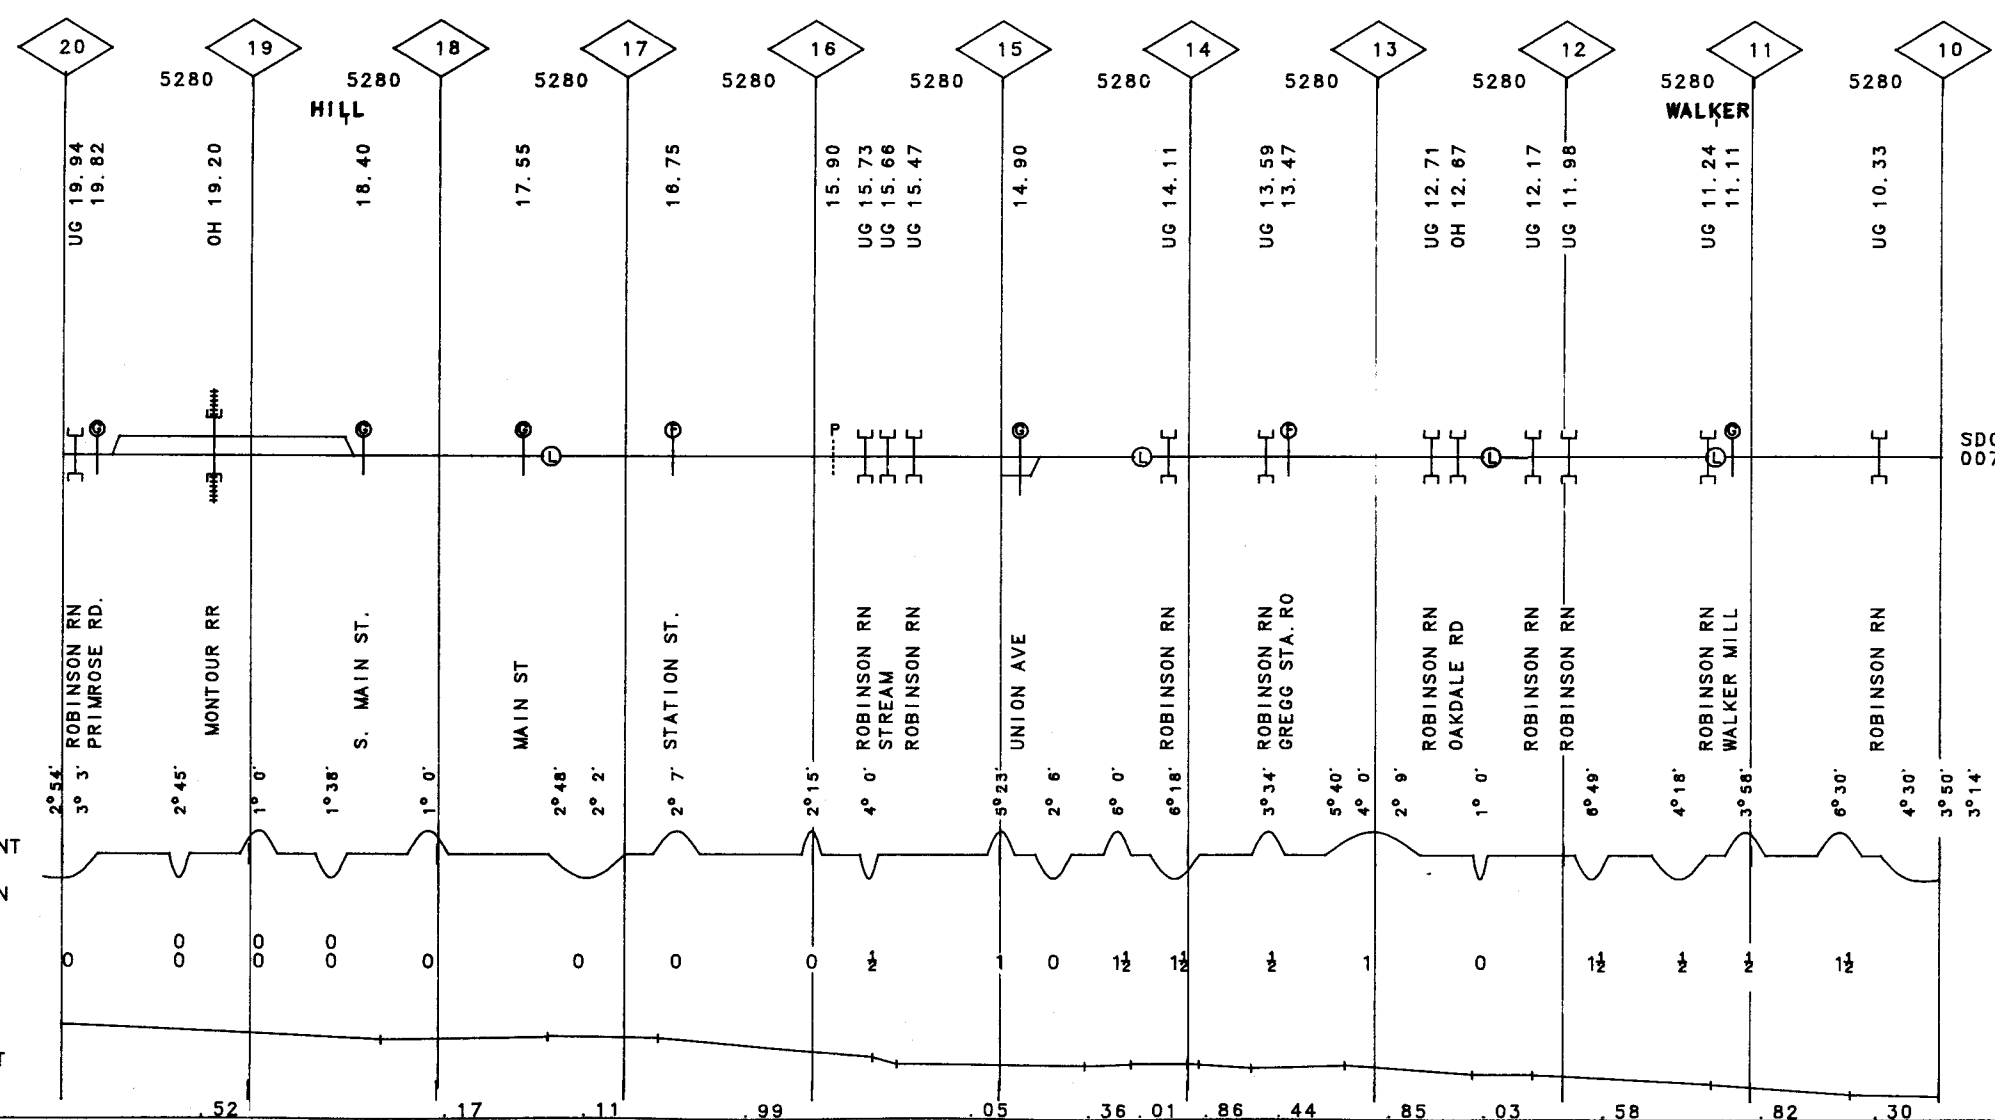 20 19 18 17 16 15 14 13 12 11 10
5280 5280 5280 5280 5280 5280 5280 5280 5280 5280
HILL WALKER
UG 19.94
19.82
OH 19.20
18.40
17.55
16.75
15.90
UG 15.73
UG 15.66
UG 15.47
14.90
UG 14.11
UG 13.59
13.47
UG 12.71
OH 12.67
UG 12.17
UG 11.98
UG 11.24
11.11
UG 10.33
G G G F P G F G
L L L L
SD
007
ROBINSON RN
PRIMROSE RD.
MONTOUR RR
S. MAIN ST.
MAIN ST
STATION ST.
ROBINSON RN
STREAM
ROBINSON RN
UNION AVE
ROBINSON RN
ROBINSON RN
GREGG STA. RO
ROBINSON RN
OAKDALE RD
ROBINSON RN
ROBINSON RN
ROBINSON RN
WALKER MILL
ROBINSON RN
2°54'
3° 3'
2°45'
1° 0'
1°38'
1° 0'
2°48'
2° 2'
2° 7'
2°15'
4° 0'
5°23'
2° 6'
6° 0'
6°18'
3°34'
5°40'
4° 0'
2° 9'
1° 0'
6°49'
4°18'
3°58'
6°30'
4°30'
3°50'
3°14'
NT
N
0 0 0
0 0 0 0 0 0 0 0 ½ 1 0 1½ 1½ ½ 1 0 1½ ½ ½ 1½
T
.52 .17 .11 .99 .05 .36 .01 .86 .44 .85 .03 .58 .82 .30